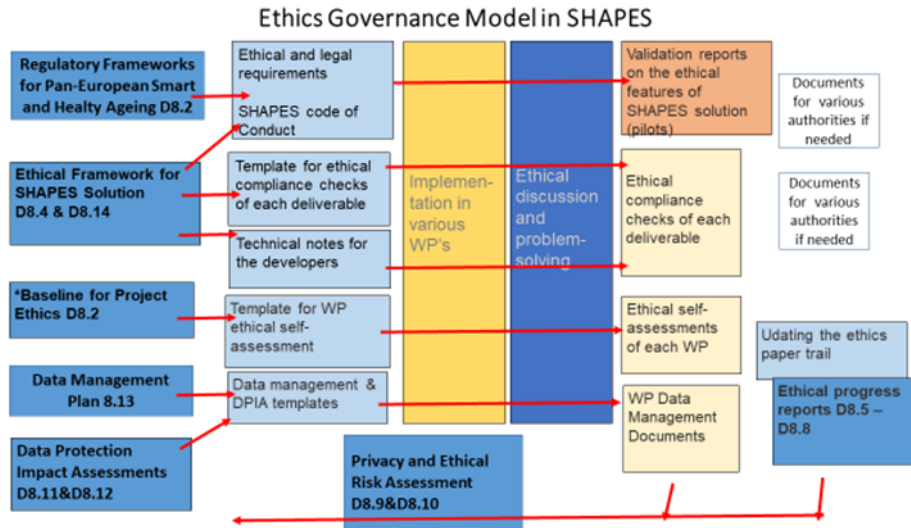 Ethics Governance Model in SHAPES
Regulatory Frameworks
for Pan-European Smart
and Healty Ageing D8.2
Ethical Framework for
SHAPES Solution
D8.4 & D8.14
*Baseline for Project
Ethics D8.2
Data Management
Plan 8.13
Data Protection
Impact Assessments
D8.11&D8.12
Ethical and legal
requirements
SHAPES code of
Conduct
Template for ethical
compliance checks
of each deliverable
Technical notes for
the developers
Template for WP
ethical self-
assessment
Data management &
DPIA templates
Implemen-
tation in
various
WP's
Ethical
discussion
and
problem-
solving
Validation reports
on the ethical
features of
SHAPES solution
(pilots)
Ethical
compliance
checks of each
deliverable
Ethical self-
assessments
of each WP
WP Data
Management
Documents
Documents
for various
authorities if
needed
Documents
for various
authorities
if needed
Udating the ethics
paper trail
Ethical progress
reports D8.5 –
D8.8
Privacy and Ethical
Risk Assessment
D8.9&D8.10